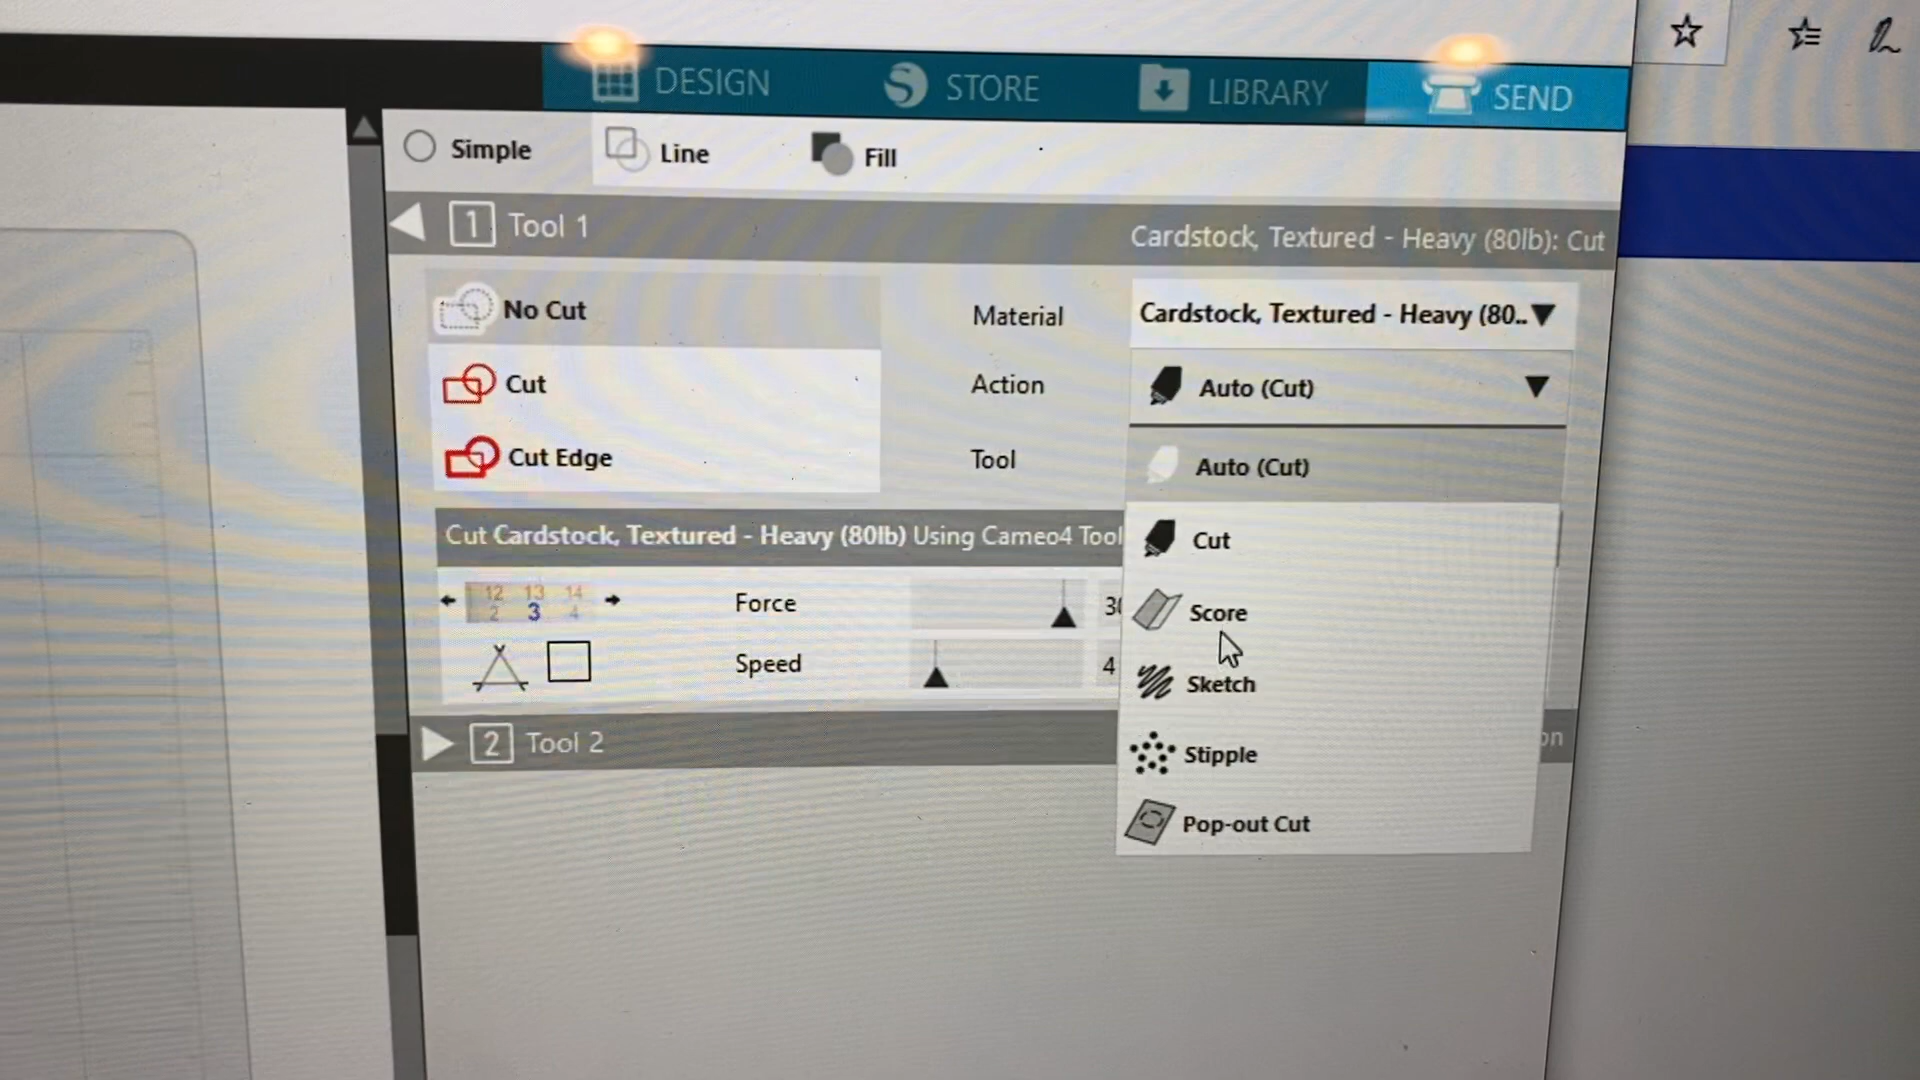 DESIGN STORE LIBRARY SEND
Simple Line Fill
1 Tool 1 Cardstock, Textured - Heavy (80lb): Cut
No Cut Material Cardstock, Textured - Heavy (80..
Cut Action Auto (Cut)
Cut Edge Tool Auto (Cut)
Cut Cardstock, Textured - Heavy (80lb) Using Cameo4 Tool
Cut
12 13 14
2 3 4
Force
Score
Speed 4
Sketch
2 Tool 2
Stipple
Pop-out Cut